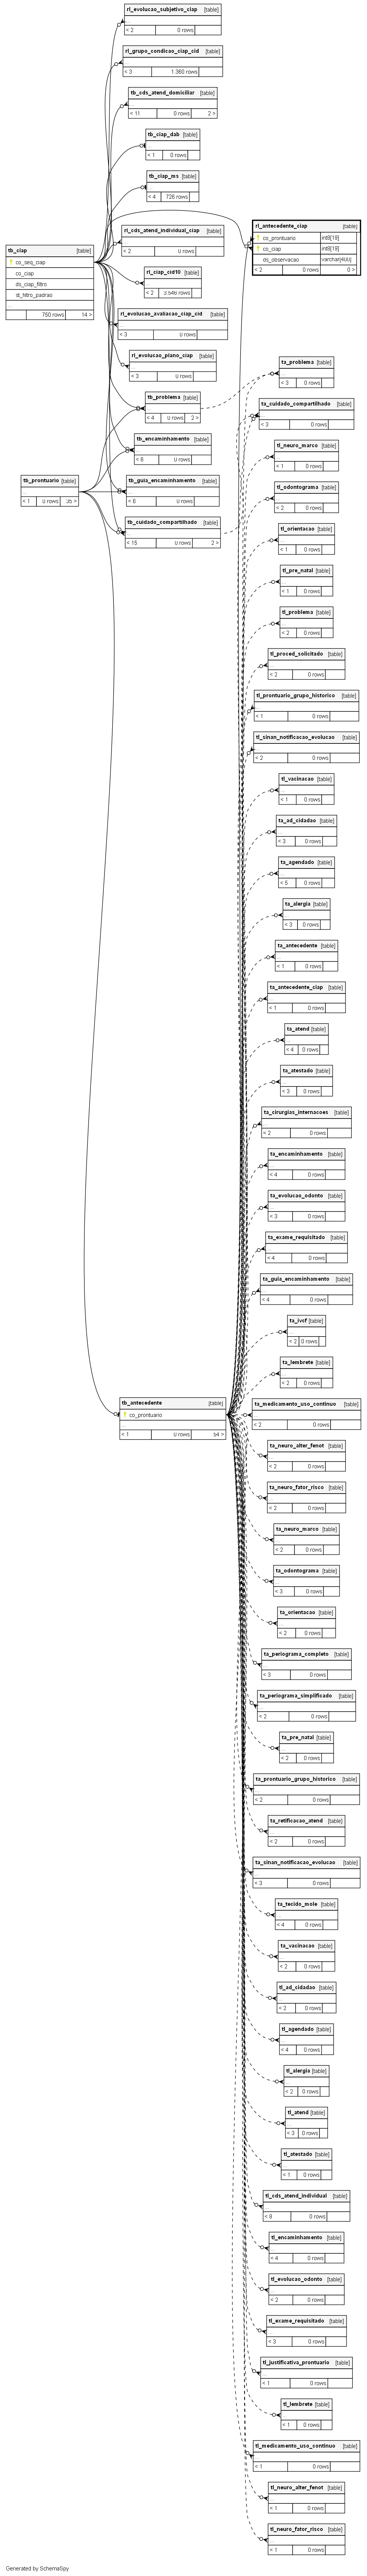 rl_evolucao_subjetivo_ciap [table]
...
< 2 0 rows
rl_grupo_condicao_ciap_cid [table]
...
< 3 1.360 rows
tb_cds_atend_domiciliar [table]
...
< 11 0 rows 2 >
tb_ciap_dab [table]
...
< 1 0 rows
tb_ciap_ms [table]
...
< 4 726 rows
rl_cds_atend_individual_ciap [table]
...
< 2 0 rows
rl_antecedente_ciap [table]
co_prontuario int8[19]
co_ciap int8[19]
ds_observacao varchar[400]
< 2 0 rows 0 >
tb_ciap [table]
co_seq_ciap
co_ciap
ds_ciap_filtro
st_filtro_padrao
...
750 rows 14 >
rl_ciap_cid10 [table]
...
< 2 3.546 rows
rl_evolucao_avaliacao_ciap_cid [table]
...
< 3 0 rows
rl_evolucao_plano_ciap [table]
...
< 3 0 rows
ta_problema [table]
...
< 3 0 rows
tb_problema [table]
...
< 4 0 rows 2 >
ta_cuidado_compartilhado [table]
...
< 3 0 rows
tb_encaminhamento [table]
...
< 6 0 rows
tl_neuro_marco [table]
...
< 1 0 rows
tb_prontuario [table]
...
< 1 0 rows 35 >
tb_guia_encaminhamento [table]
...
< 6 0 rows
tl_odontograma [table]
...
< 2 0 rows
tb_cuidado_compartilhado [table]
...
< 15 0 rows 2 >
tl_orientacao [table]
...
< 1 0 rows
tl_pre_natal [table]
...
< 1 0 rows
tl_problema [table]
...
< 2 0 rows
tl_proced_solicitado [table]
...
< 2 0 rows
tl_prontuario_grupo_historico [table]
...
< 1 0 rows
tl_sinan_notificacao_evolucao [table]
...
< 2 0 rows
tl_vacinacao [table]
...
< 1 0 rows
ta_ad_cidadao [table]
...
< 3 0 rows
ta_agendado [table]
...
< 5 0 rows
ta_alergia [table]
...
< 3 0 rows
ta_antecedente [table]
...
< 1 0 rows
ta_antecedente_ciap [table]
...
< 1 0 rows
ta_atend [table]
...
< 4 0 rows
ta_atestado [table]
...
< 3 0 rows
ta_cirurgias_internacoes [table]
...
< 2 0 rows
ta_encaminhamento [table]
...
< 4 0 rows
ta_evolucao_odonto [table]
...
< 3 0 rows
ta_exame_requisitado [table]
...
< 4 0 rows
ta_guia_encaminhamento [table]
...
< 4 0 rows
ta_ivcf [table]
...
< 2 0 rows
ta_lembrete [table]
...
< 2 0 rows
tb_antecedente [table]
co_prontuario
...
< 1 0 rows 54 >
ta_medicamento_uso_continuo [table]
...
< 2 0 rows
ta_neuro_alter_fenot [table]
...
< 2 0 rows
ta_neuro_fator_risco [table]
...
< 2 0 rows
ta_neuro_marco [table]
...
< 2 0 rows
ta_odontograma [table]
...
< 3 0 rows
ta_orientacao [table]
...
< 2 0 rows
ta_periograma_completo [table]
...
< 3 0 rows
ta_periograma_simplificado [table]
...
< 2 0 rows
ta_pre_natal [table]
...
< 2 0 rows
ta_prontuario_grupo_historico [table]
...
< 2 0 rows
ta_retificacao_atend [table]
...
< 2 0 rows
ta_sinan_notificacao_evolucao [table]
...
< 3 0 rows
ta_tecido_mole [table]
...
< 4 0 rows
ta_vacinacao [table]
...
< 2 0 rows
tl_ad_cidadao [table]
...
< 2 0 rows
tl_agendado [table]
...
< 4 0 rows
tl_alergia [table]
...
< 2 0 rows
tl_atend [table]
...
< 3 0 rows
tl_atestado [table]
...
< 1 0 rows
tl_cds_atend_individual [table]
...
< 8 0 rows
tl_encaminhamento [table]
...
< 4 0 rows
tl_evolucao_odonto [table]
...
< 2 0 rows
tl_exame_requisitado [table]
...
< 3 0 rows
tl_justificativa_prontuario [table]
...
< 1 0 rows
tl_lembrete [table]
...
< 1 0 rows
tl_medicamento_uso_continuo [table]
...
< 1 0 rows
tl_neuro_alter_fenot [table]
...
< 1 0 rows
tl_neuro_fator_risco [table]
...
< 1 0 rows
Generated by SchemaSpy